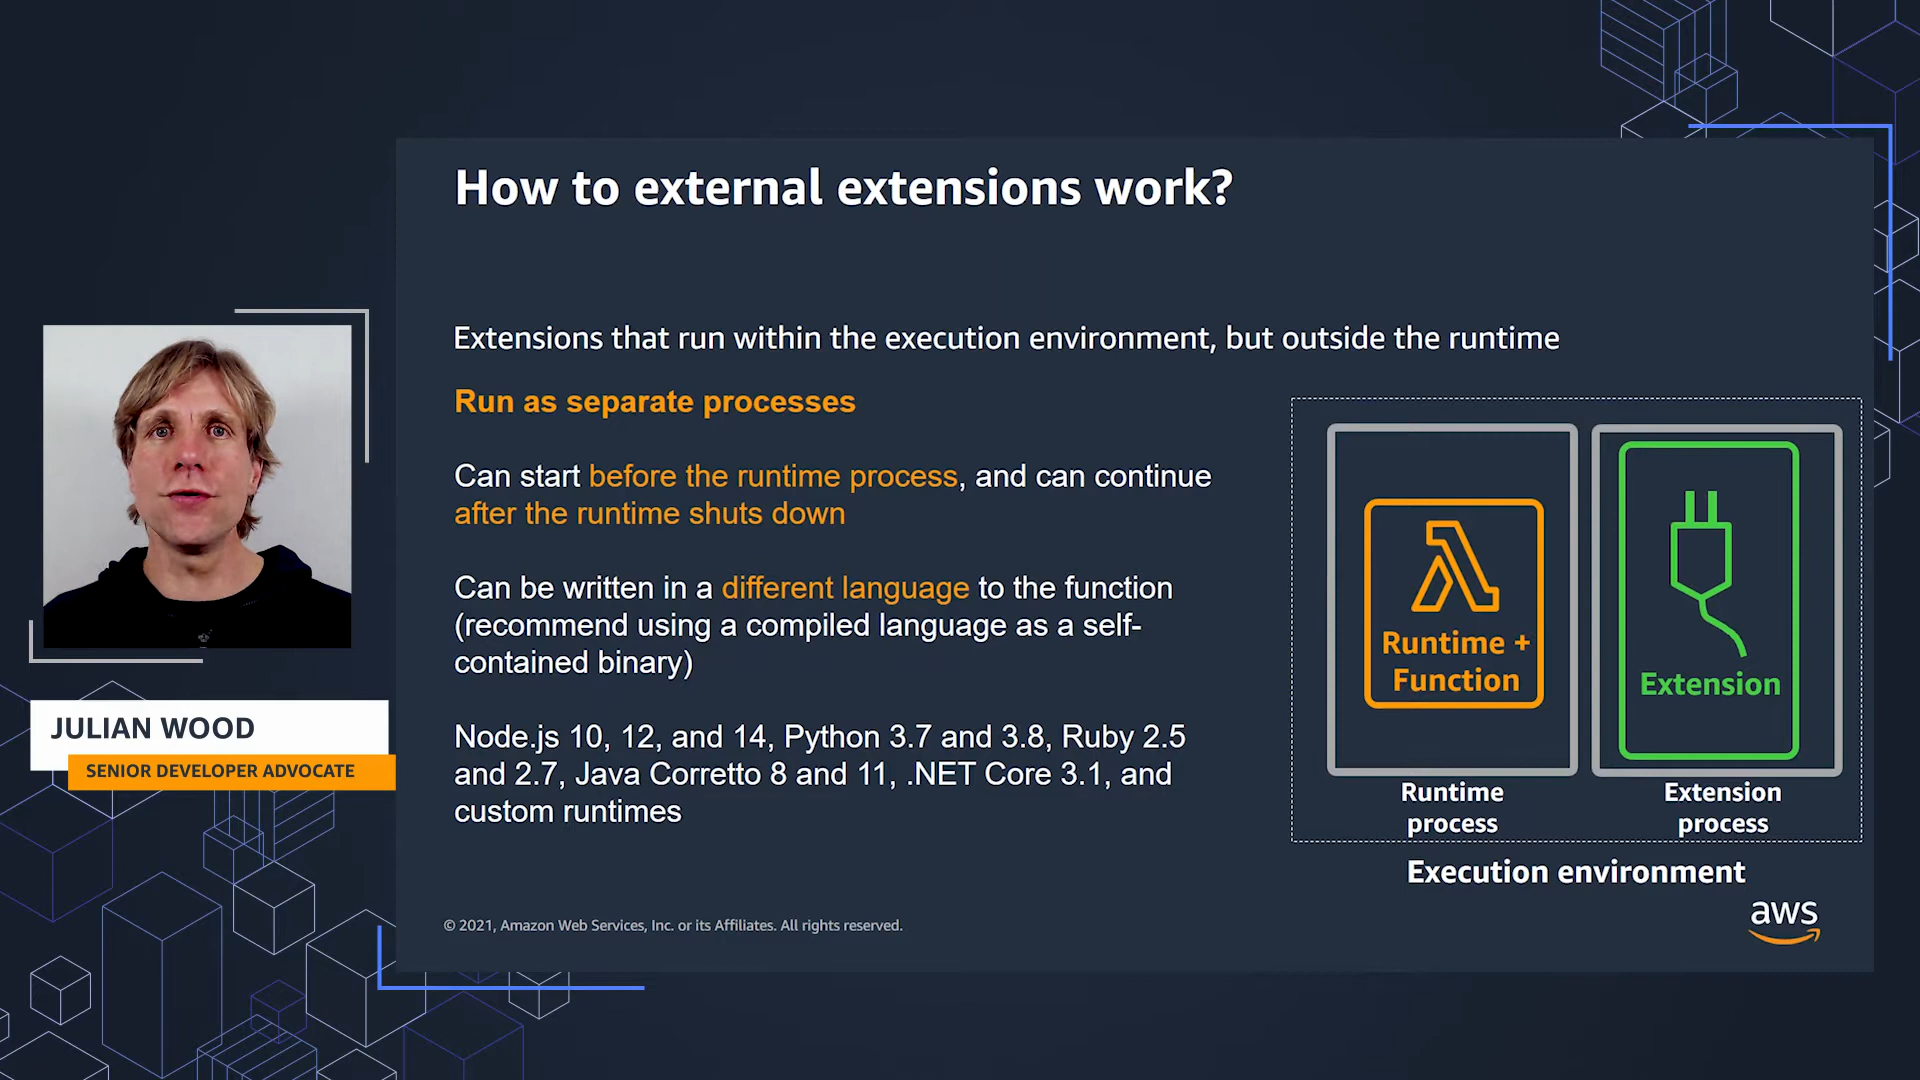 How to external extensions work?
Extensions that run within the execution environment, but outside the runtime
Run as separate processes
Can start before the runtime process, and can continue
after the runtime shuts down
Can be written in a different language to the function
(recommend using a compiled language as a self-
contained binary)
Node.js 10, 12, and 14, Python 3.7 and 3.8, Ruby 2.5
and 2.7, Java Corretto 8 and 11, .NET Core 3.1, and
custom runtimes
Runtime +
Function
Extension
Runtime
process
Extension
process
Execution environment
JULIAN WOOD
SENIOR DEVELOPER ADVOCATE
© 2021, Amazon Web Services, Inc. or its Affiliates. All rights reserved.
aws